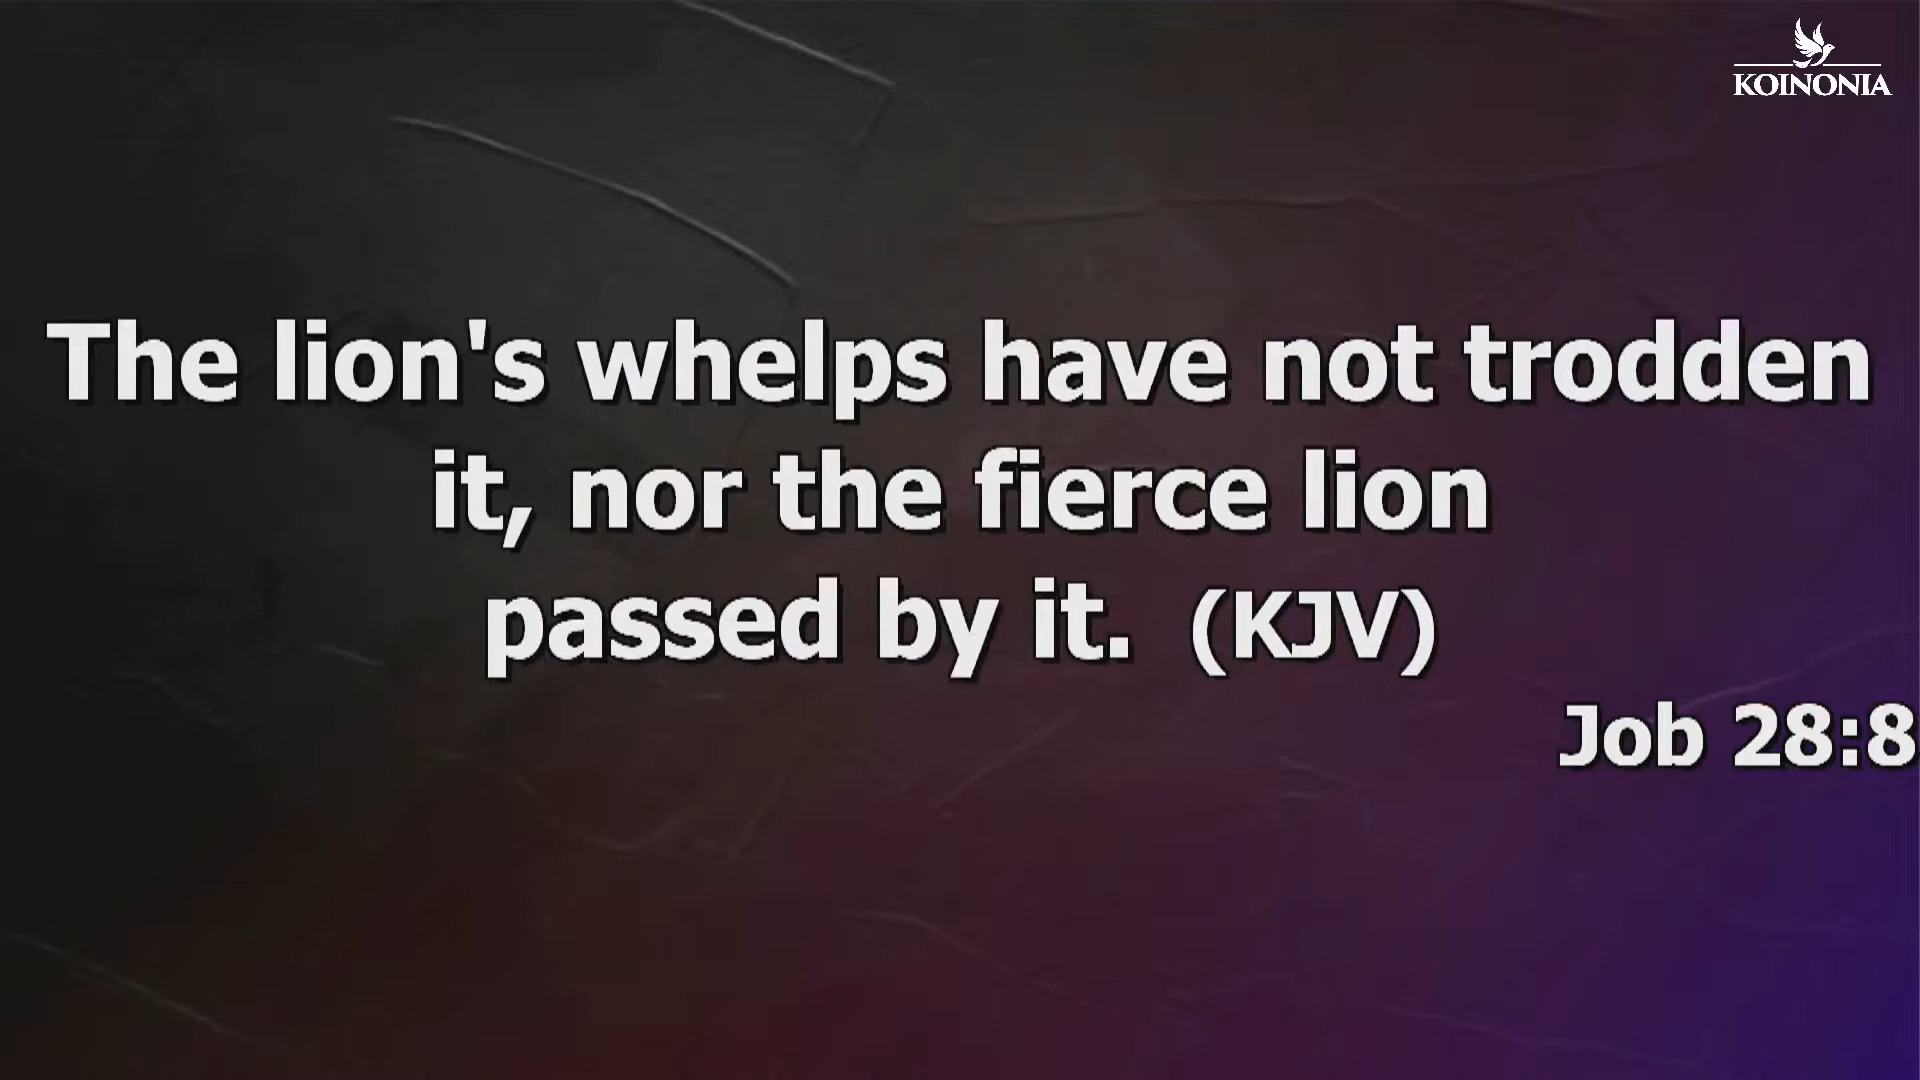 KOINONIA
The lion's whelps have not trodden
it, nor the fierce lion
passed by it. (KJV)
Job 28:8